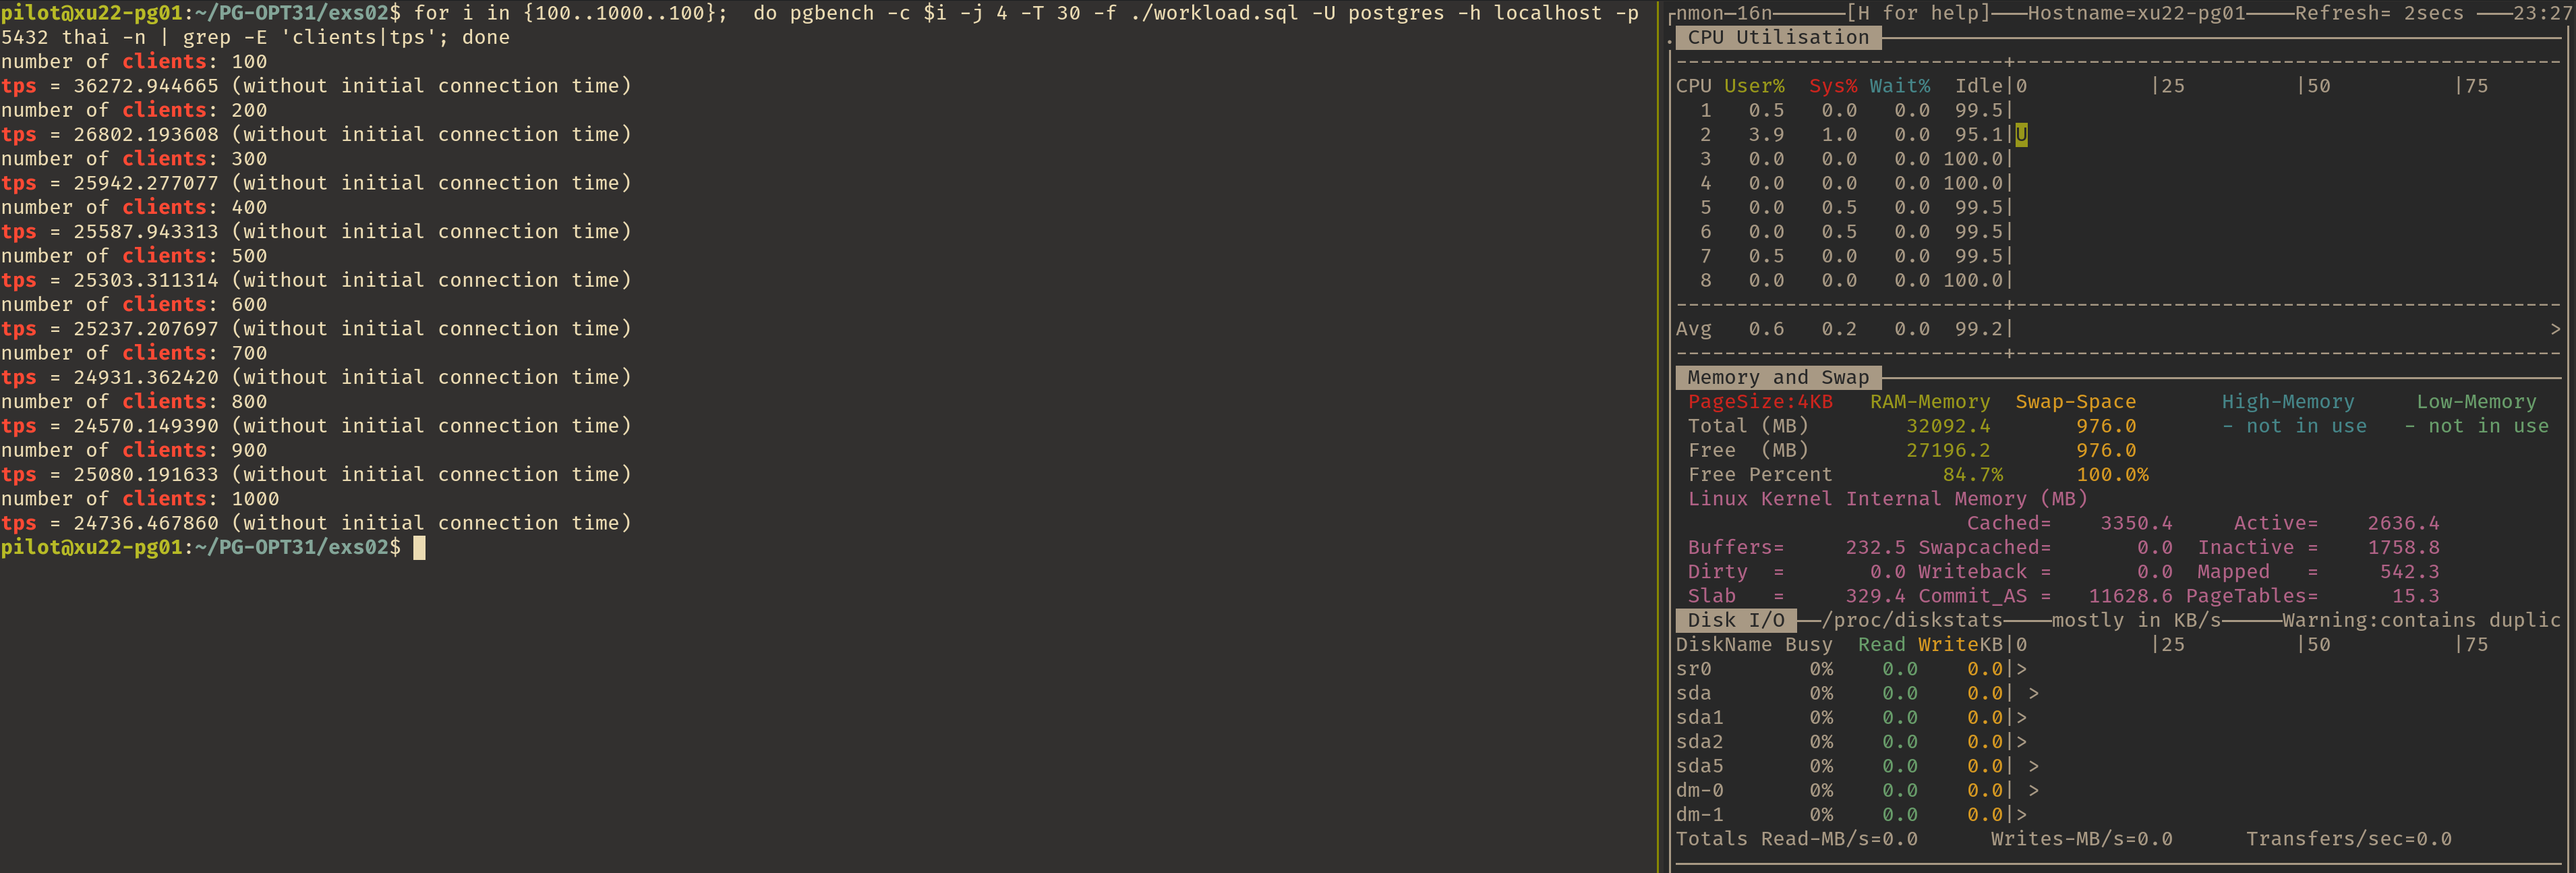 pilot@xu22-pg01:~/PG-OPT31/exs02$ for i in {100..1000..100};  do pgbench -c $i -j 4 -T 30 -f ./workload.sql -U postgres -h localhost -p
5432 thai -n | grep -E 'clients|tps'; done
number of clients: 100
tps = 36272.944665 (without initial connection time)
number of clients: 200
tps = 26802.193608 (without initial connection time)
number of clients: 300
tps = 25942.277077 (without initial connection time)
number of clients: 400
tps = 25587.943313 (without initial connection time)
number of clients: 500
tps = 25303.311314 (without initial connection time)
number of clients: 600
tps = 25237.207697 (without initial connection time)
number of clients: 700
tps = 24931.362420 (without initial connection time)
number of clients: 800
tps = 24570.149390 (without initial connection time)
number of clients: 900
tps = 25080.191633 (without initial connection time)
number of clients: 1000
tps = 24736.467860 (without initial connection time)
pilot@xu22-pg01:~/PG-OPT31/exs02$
nmon─16n [H for help] Hostname=xu22-pg01 Refresh= 2secs 23:27
CPU Utilisation
---------------------------+---------------------------------------------
CPU User%  Sys% Wait%  Idle|0          |25         |50          |75
1   0.5   0.0   0.0  99.5|
2   3.9   1.0   0.0  95.1|U
3   0.0   0.0   0.0 100.0|
4   0.0   0.0   0.0 100.0|
5   0.0   0.5   0.0  99.5|
6   0.0   0.5   0.0  99.5|
7   0.5   0.0   0.0  99.5|
8   0.0   0.0   0.0 100.0|
---------------------------+---------------------------------------------
Avg   0.6   0.2   0.0  99.2|                                             >
---------------------------+---------------------------------------------
Memory and Swap
PageSize:4KB   RAM-Memory  Swap-Space       High-Memory     Low-Memory
Total (MB)        32092.4     976.0       - not in use   - not in use
Free  (MB)        27196.2     976.0
Free Percent         84.7%      100.0%
Linux Kernel Internal Memory (MB)
Cached=    3350.4     Active=    2636.4
Buffers=     232.5 Swapcached=       0.0  Inactive =     1758.8
Dirty  =       0.0 Writeback =       0.0  Mapped   =      542.3
Slab   =     329.4 Commit_AS =   11628.6 PageTables=      15.3
Disk I/O /proc/diskstats mostly in KB/s Warning:contains duplic
DiskName Busy  Read WriteKB|0          |25         |50          |75
sr0        0%    0.0    0.0|>
sda        0%    0.0    0.0| >
sda1       0%    0.0    0.0|>
sda2       0%    0.0    0.0|>
sda5       0%    0.0    0.0| >
dm-0       0%    0.0    0.0| >
dm-1       0%    0.0    0.0|>
Totals Read-MB/s=0.0      Writes-MB/s=0.0      Transfers/sec=0.0